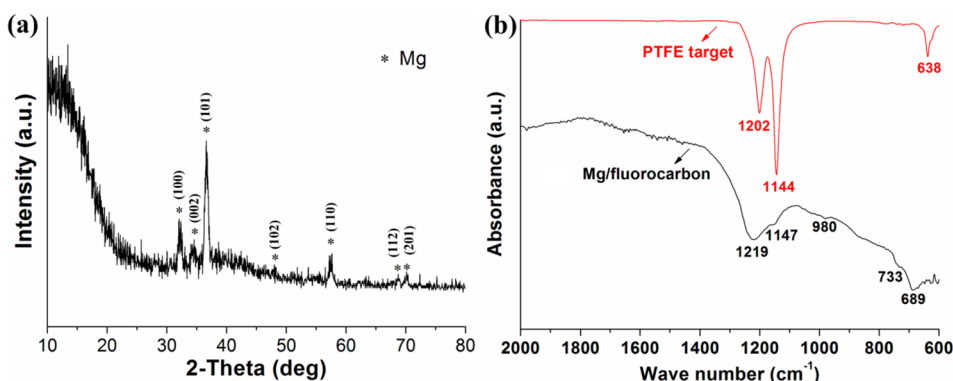 (a)
* Mg
Intensity (a.u.)
* (100)
* (002)
* (101)
* (102)
* (110)
* (112)
* (201)
10 20 30 40 50 60 70 80
2-Theta (deg)
(b)
PTFE target
638
1202
1144
Mg/fluorocarbon
Absorbance (a.u.)
1219
1147
980
733
689
2000 1800 1600 1400 1200 1000 800 600
Wave number (cm⁻¹)